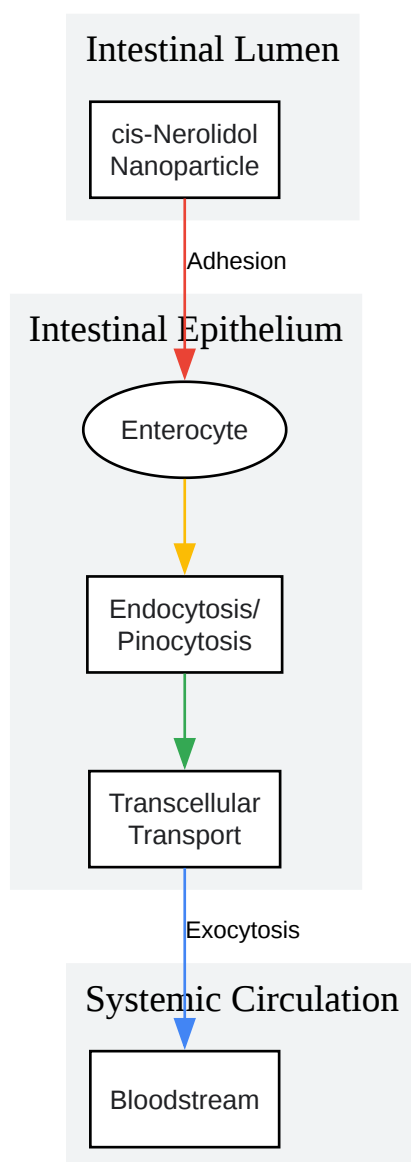 Intestinal Lumen
cis-Nerolidol
Nanoparticle
Adhesion
Intestinal Epithelium
Enterocyte
Endocytosis/
Pinocytosis
Transcellular
Transport
Exocytosis
Systemic Circulation
Bloodstream